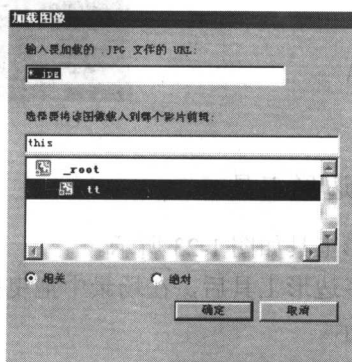 加载图像
输入要加载的 .JPG 文件的 URL:
*.jpg
选择要将该图像载入到哪个影片剪辑:
this
_root
tt
相关
绝对
确定
取消